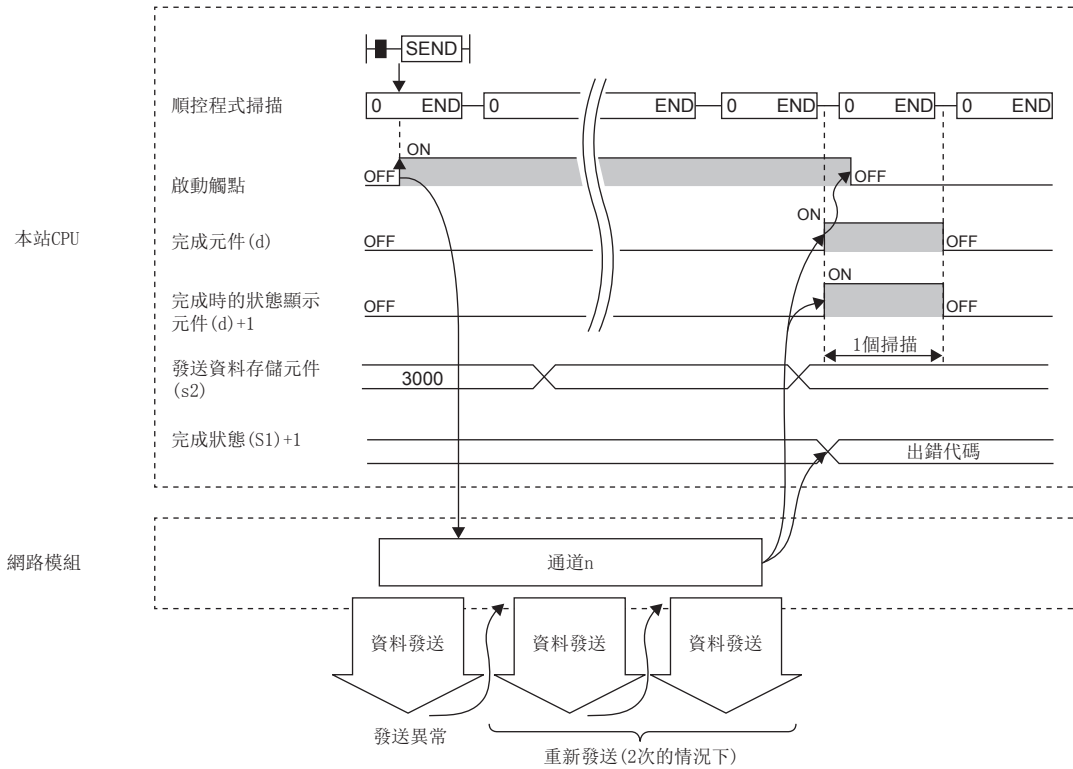 SEND
順控程式掃描
0 END 0 END 0 END 0 END 0 END
ON
啟動觸點
OFF OFF
本站CPU
ON
完成元件(d)
OFF OFF
ON
完成時的狀態顯示
元件(d)+1
OFF OFF
1個掃描
發送資料存儲元件
(s2)
3000
完成狀態(S1)+1
出錯代碼
網路模組
通道n
資料發送 資料發送 資料發送
發送異常
重新發送(2次的情況下)